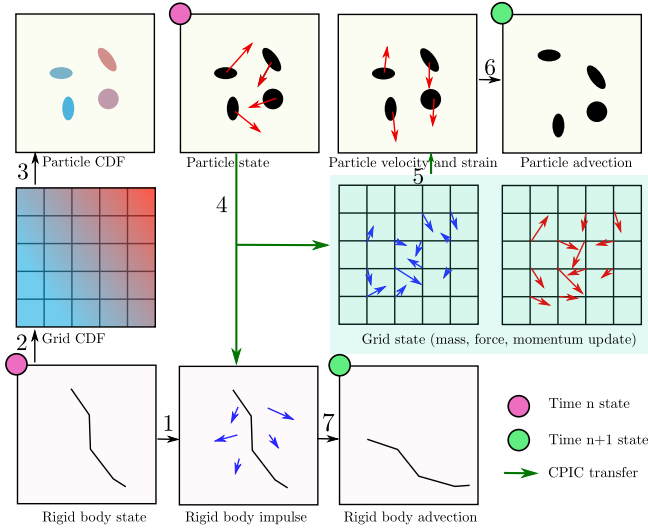 6
Particle CDF
Particle state
Particle velocity and strain
Particle advection
3
4
5
Grid state (mass, force, momentum update)
2
Grid CDF
1
7
Time n state
Time n+1 state
CPIC transfer
Rigid body state
Rigid body impulse
Rigid body advection